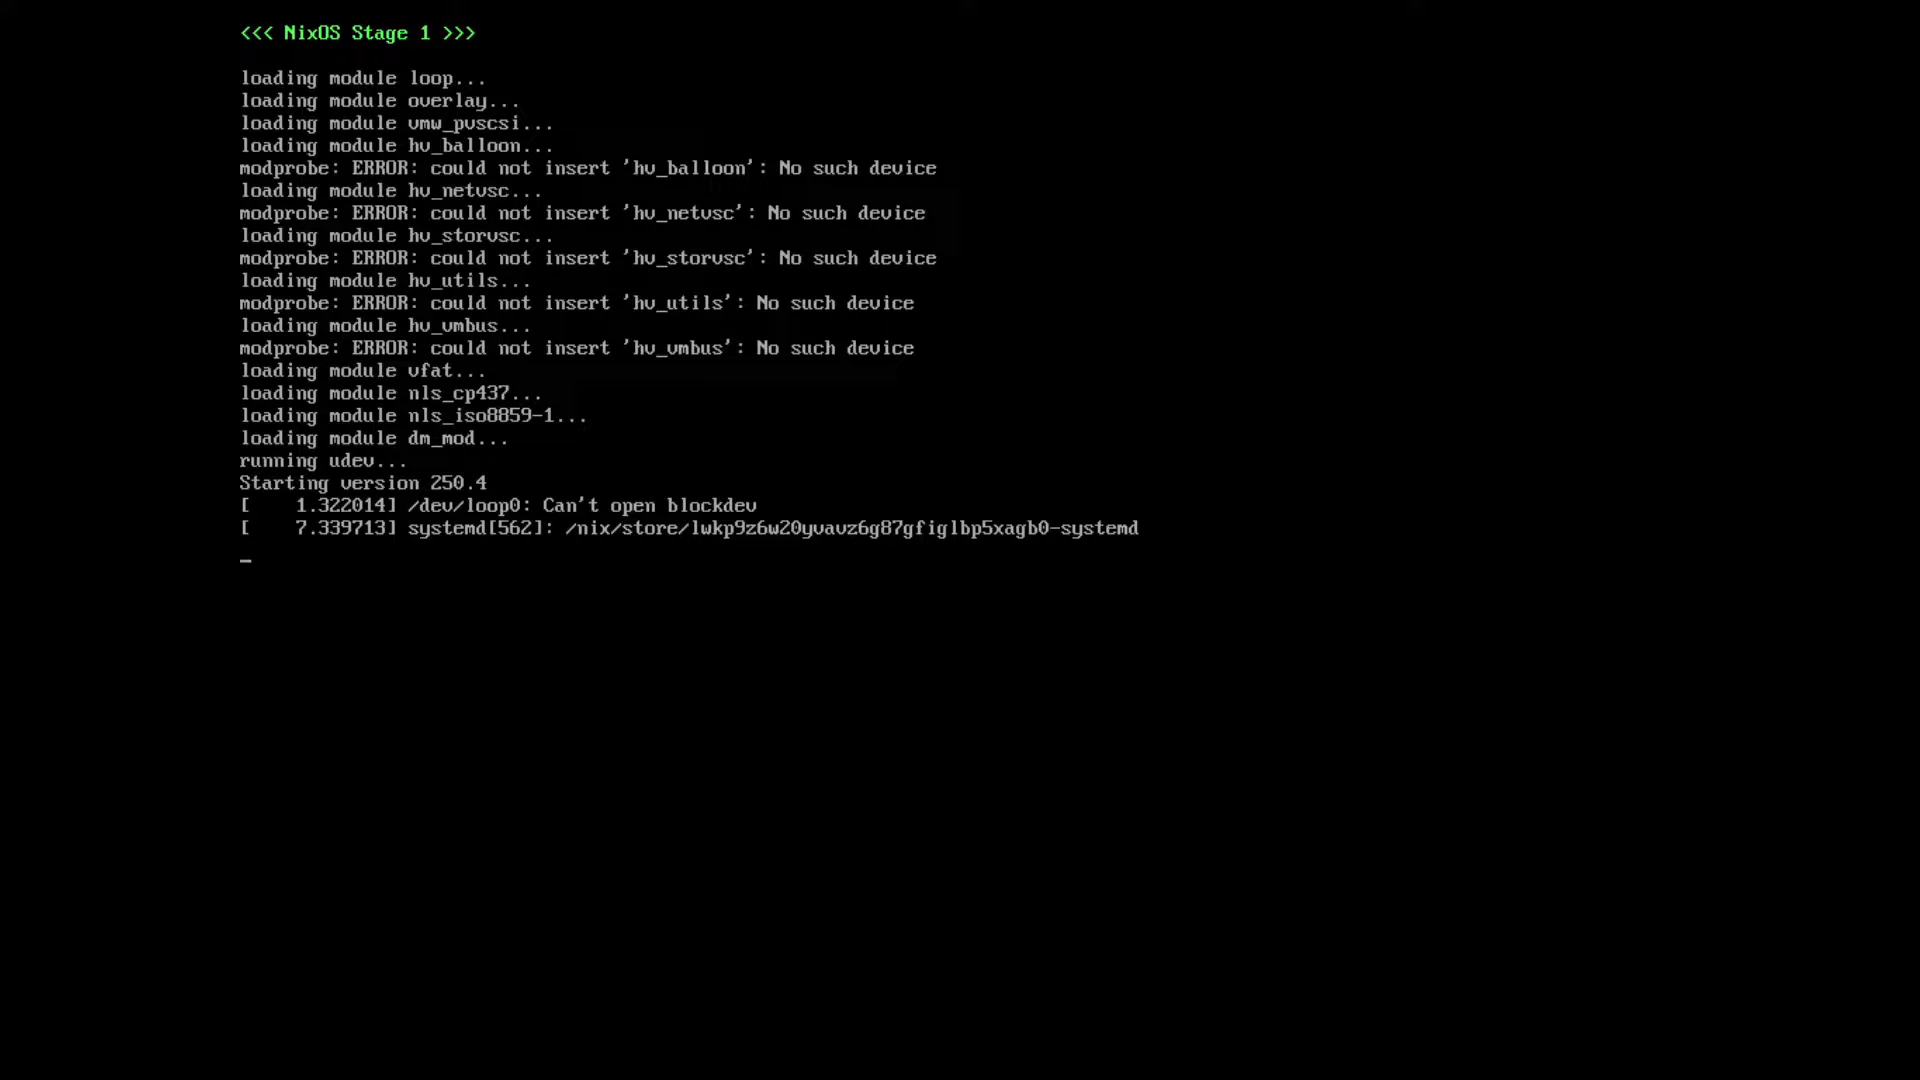 <<< NixOS Stage 1 >>>
loading module loop...
loading module overlay...
loading module vmw_pvscsi...
loading module hv_balloon...
modprobe: ERROR: could not insert 'hv_balloon': No such device
loading module hv_netvsc...
modprobe: ERROR: could not insert 'hv_netvsc': No such device
loading module hv_storvsc...
modprobe: ERROR: could not insert 'hv_storvsc': No such device
loading module hv_utils...
modprobe: ERROR: could not insert 'hv_utils': No such device
loading module hv_vmbus...
modprobe: ERROR: could not insert 'hv_vmbus': No such device
loading module vfat...
loading module nls_cp437...
loading module nls_iso8859-1...
loading module dm_mod...
running udev...
Starting version 250.4
[    1.322014] /dev/loop0: Can't open blockdev
[    7.339713] systemd[562]: /nix/store/lwkp9z6w20yvavz6g87gfiglbp5xagb0-systemd
_